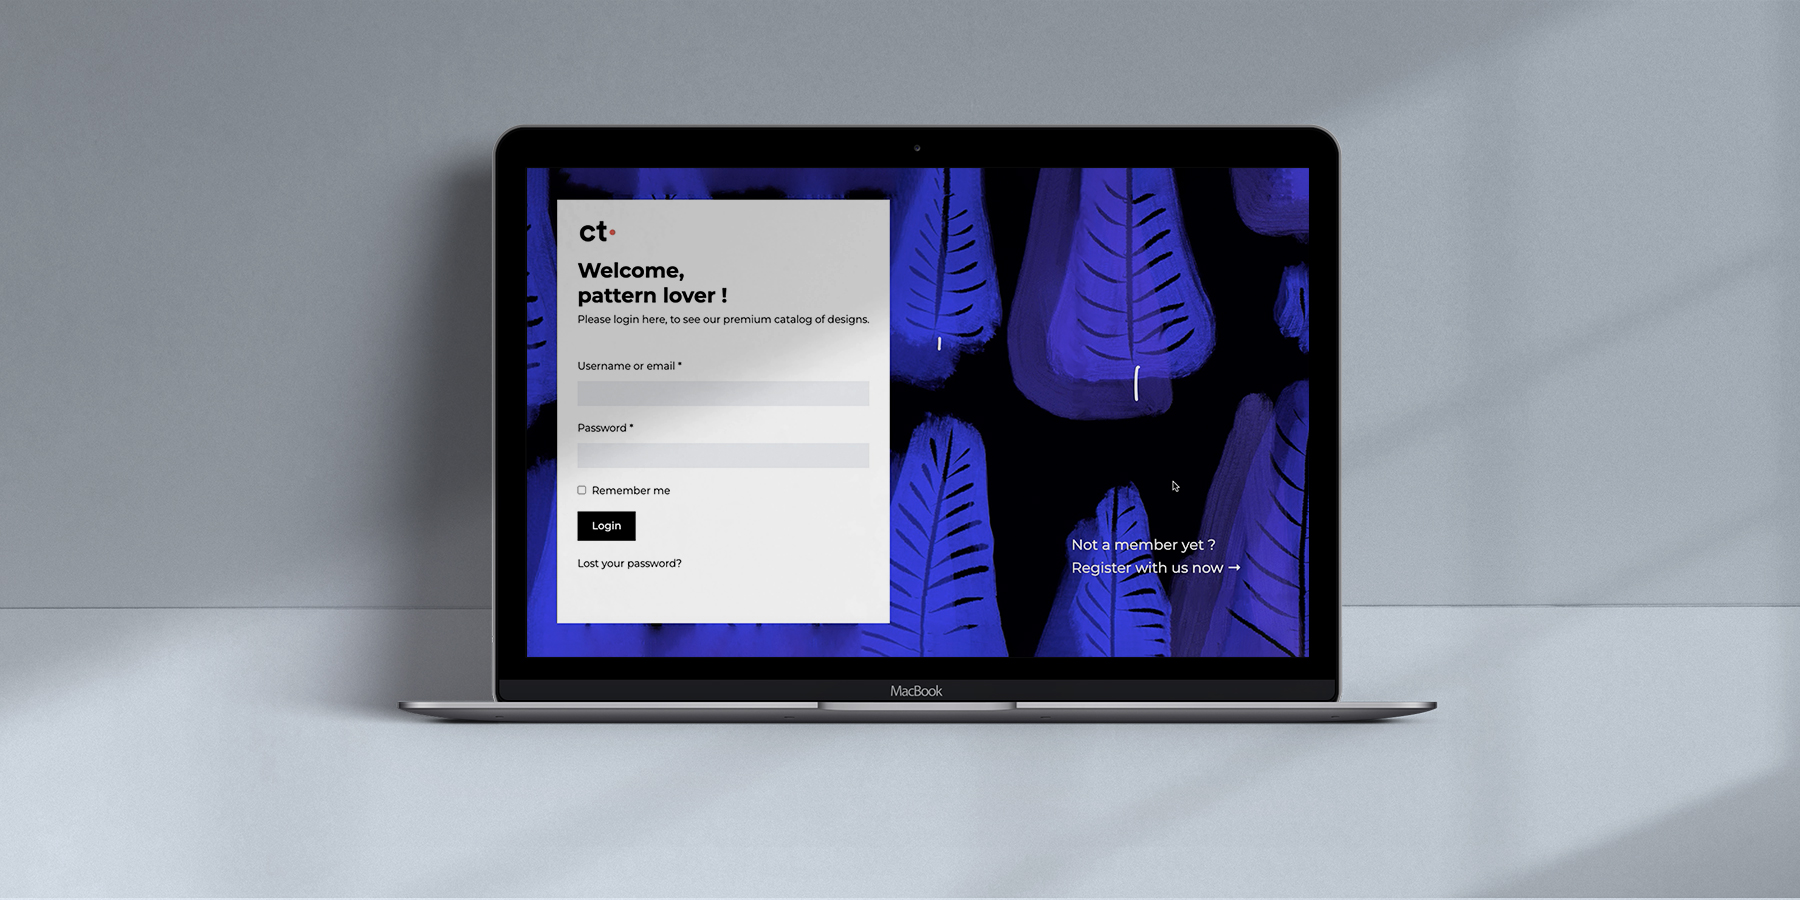 ct
Welcome,
pattern lover !
Please login here, to see our premium catalog of designs.
Username or email *
Password *
Remember me
Login
Lost your password?
Not a member yet ?
Register with us now →
MacBook